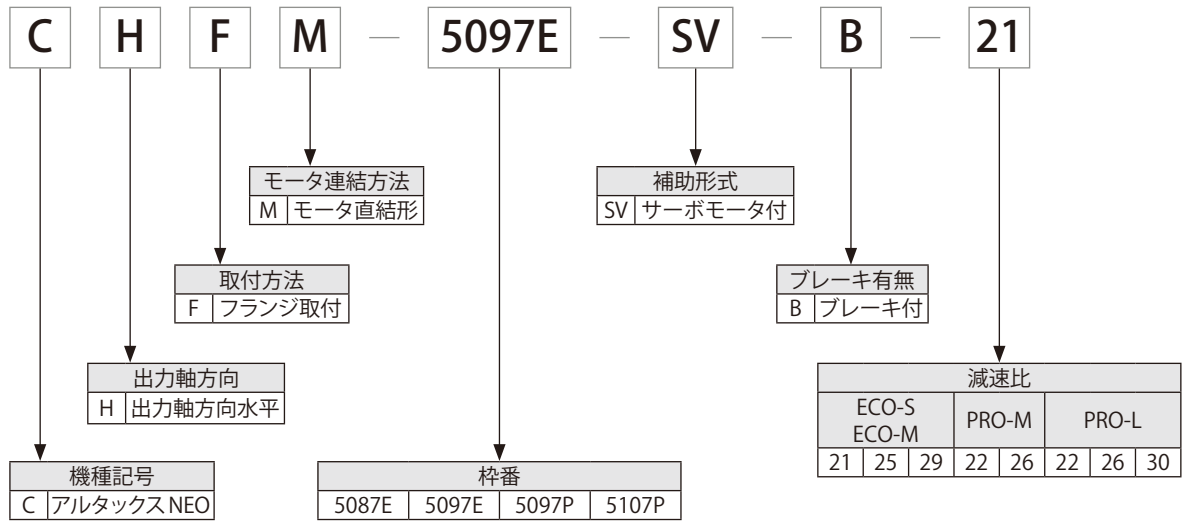 C H F M — 5097E — SV — B — 21
モータ連結方法
M モータ直結形
補助形式
SV サーボモータ付
取付方法
F フランジ取付
ブレーキ有無
B ブレーキ付
出力軸方向
H 出力軸方向水平
減速比
ECO-S
ECO-M
PRO-M
PRO-L
21 25 29 22 26 22 26 30
機種記号
C アルタックスNEO
枠番
5087E 5097E 5097P 5107P